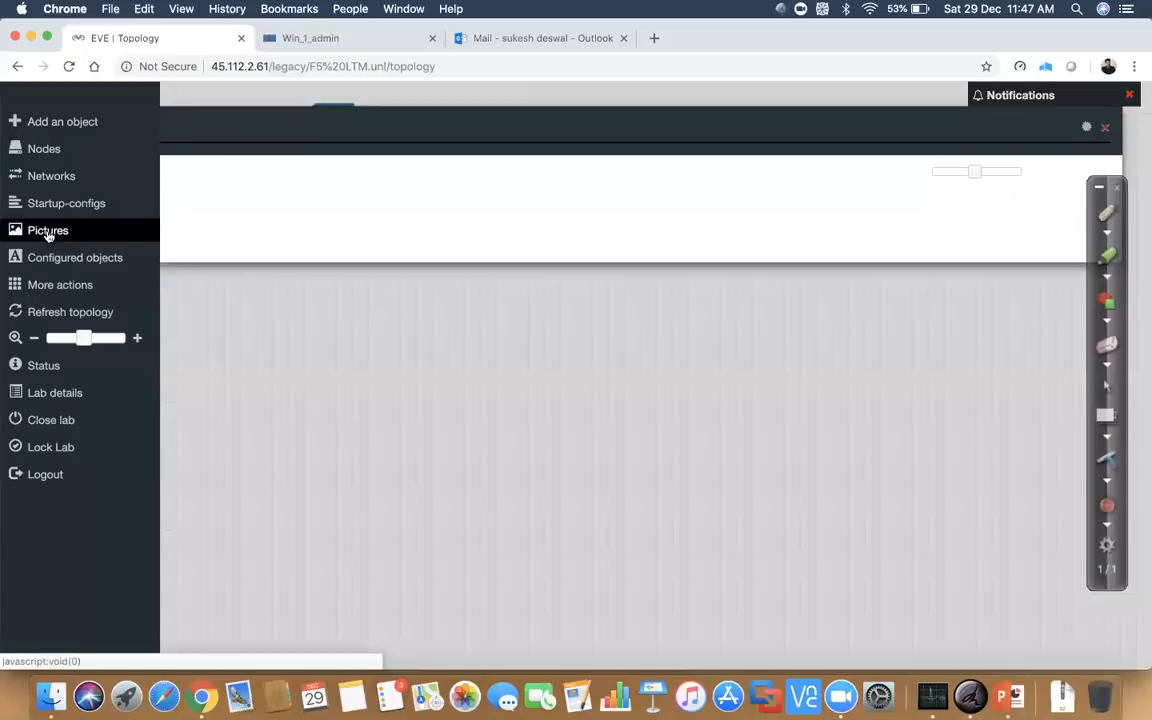 Chrome File Edit View History Bookmarks People Window Help 53% Sat 29 Dec 11:47 AM
EVE | Topology Win_1_admin Mail - sukesh deswal - Outlook
Not Secure 45.112.2.61/legacy/F5%20LTM.unl/topology
Notifications
Add an object
Nodes
Networks
Startup-configs
Pictures
Configured objects
More actions
Refresh topology
Status
Lab details
Close lab
Lock Lab
Logout
1 / 1
javascript:void(0)